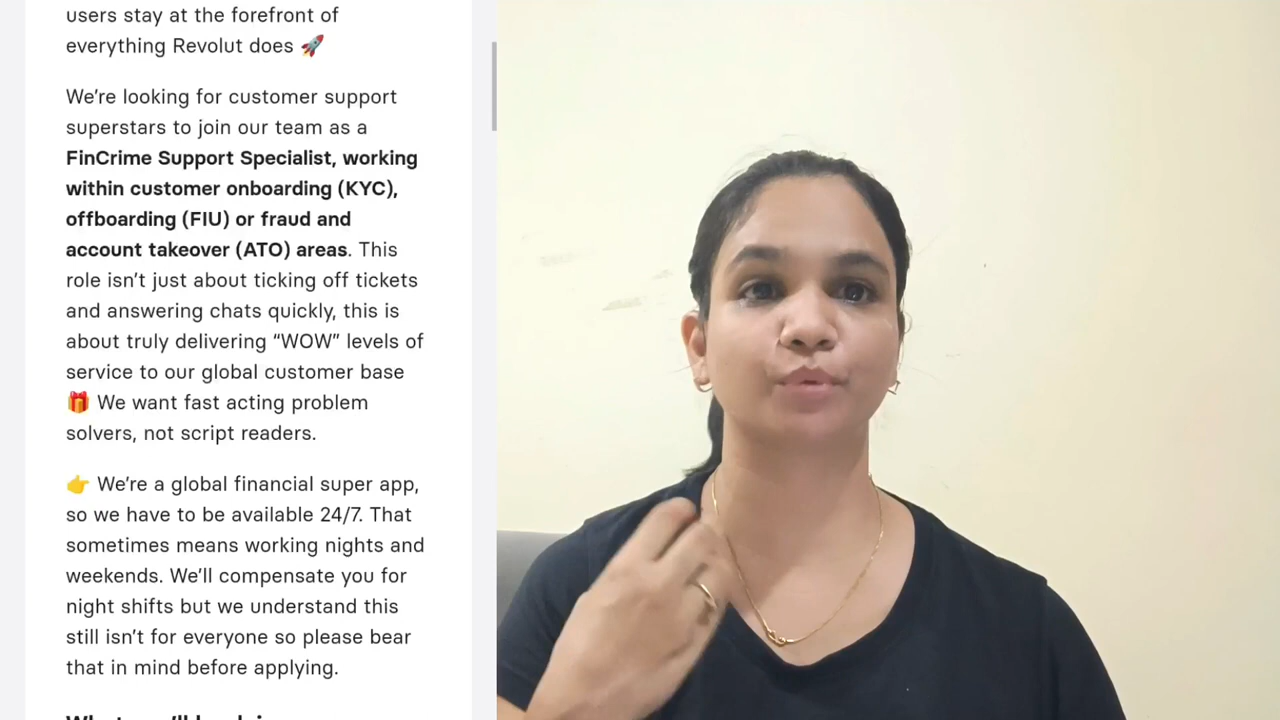 users stay at the forefront of
everything Revolut does 🚀
We’re looking for customer support
superstars to join our team as a
FinCrime Support Specialist, working
within customer onboarding (KYC),
offboarding (FIU) or fraud and
account takeover (ATO) areas. This
role isn’t just about ticking off tickets
and answering chats quickly, this is
about truly delivering “WOW” levels of
service to our global customer base
🎁 We want fast acting problem
solvers, not script readers.
👉 We’re a global financial super app,
so we have to be available 24/7. That
sometimes means working nights and
weekends. We’ll compensate you for
night shifts but we understand this
still isn’t for everyone so please bear
that in mind before applying.